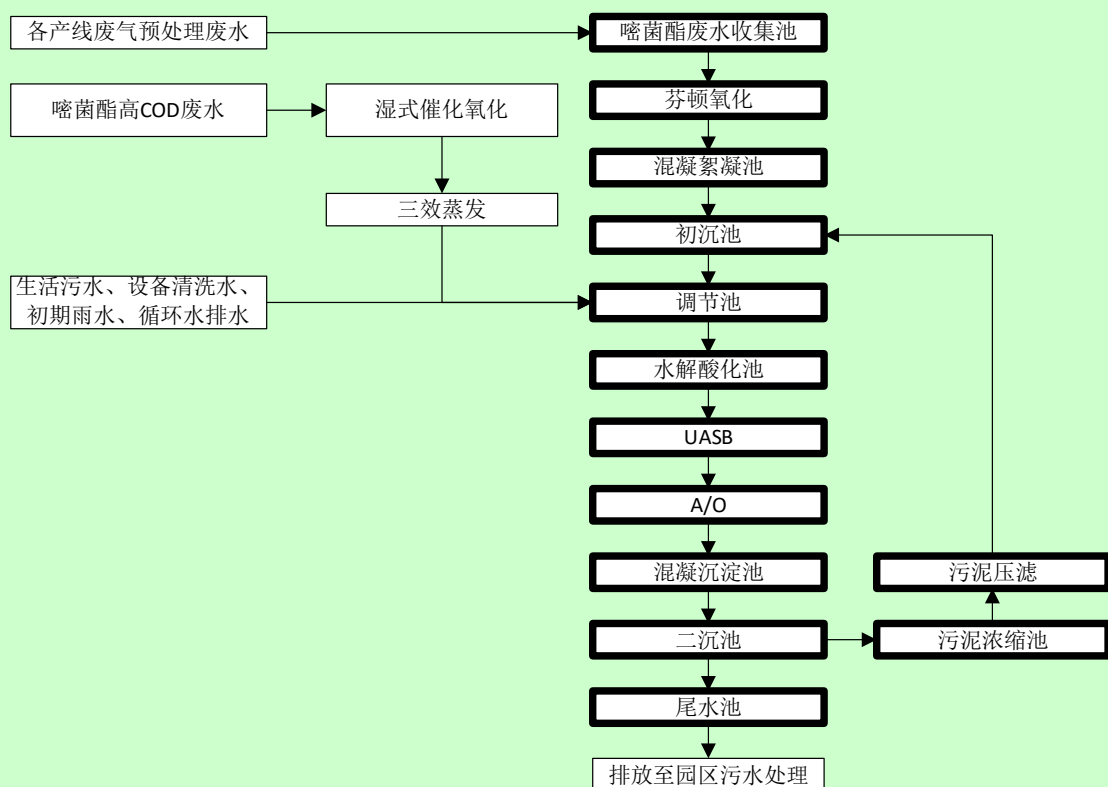 各产线废气预处理废水
嘧菌酯废水收集池
芬顿氧化
嘧菌酯高COD废水
湿式催化氧化
混凝絮凝池
三效蒸发
初沉池
生活污水、设备清洗水、
初期雨水、循环水排水
调节池
水解酸化池
UASB
A/O
混凝沉淀池
污泥压滤
二沉池
污泥浓缩池
尾水池
排放至园区污水处理